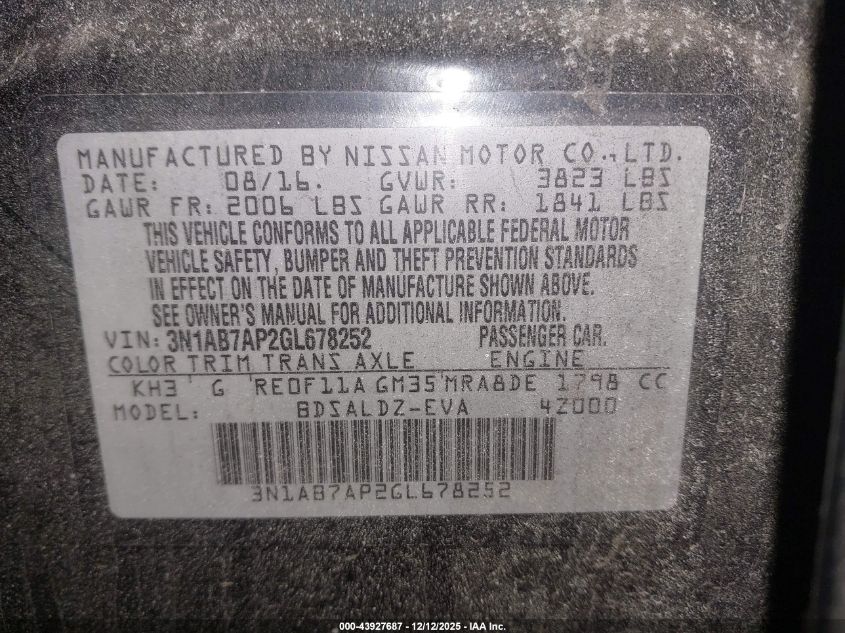 MANUFACTURED BY NISSAN MOTOR CO., LTD.
DATE: 08/16. GVWR: 3823 LBS
GAWR FR: 2006 LBS GAWR RR: 1841 LBS
THIS VEHICLE CONFORMS TO ALL APPLICABLE FEDERAL MOTOR
VEHICLE SAFETY, BUMPER AND THEFT PREVENTION STANDARDS
IN EFFECT ON THE DATE OF MANUFACTURE SHOWN ABOVE.
SEE OWNER'S MANUAL FOR ADDITIONAL INFORMATION.
VIN: 3N1AB7AP2GL678252 PASSENGER CAR.
COLOR TRIM TRANS AXLE ENGINE
KH3 G RE0F11A GM35 MRA8DE 1798 CC
MODEL: BDSALDZ-EVA 42000
3N1AB7AP2GL678252
000-43927687 - 12/12/2025 - IAA Inc.